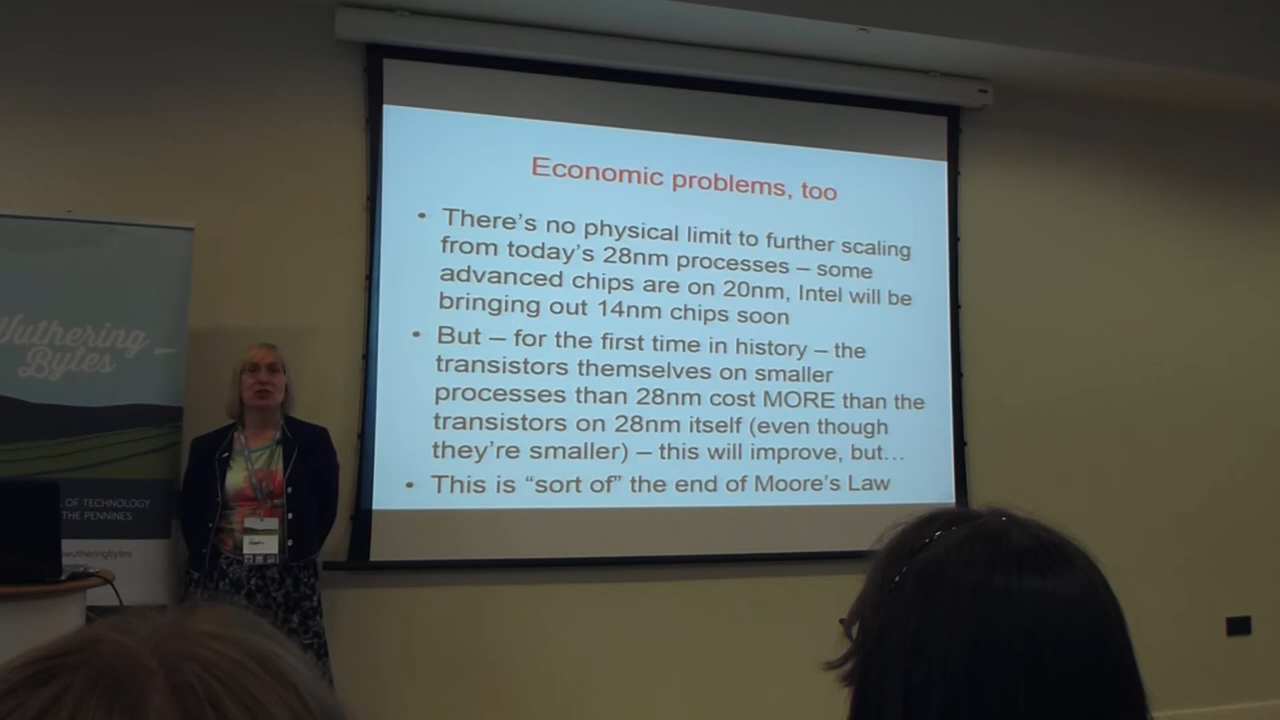 Economic problems, too
• There's no physical limit to further scaling
from today's 28nm processes – some
advanced chips are on 20nm, Intel will be
bringing out 14nm chips soon
• But – for the first time in history – the
transistors themselves on smaller
processes than 28nm cost MORE than the
transistors on 28nm itself (even though
they're smaller) – this will improve, but...
• This is "sort of" the end of Moore's Law
Wuthering
Bytes
OF TECHNOLOGY
THE PENNINES
wutheringbytes